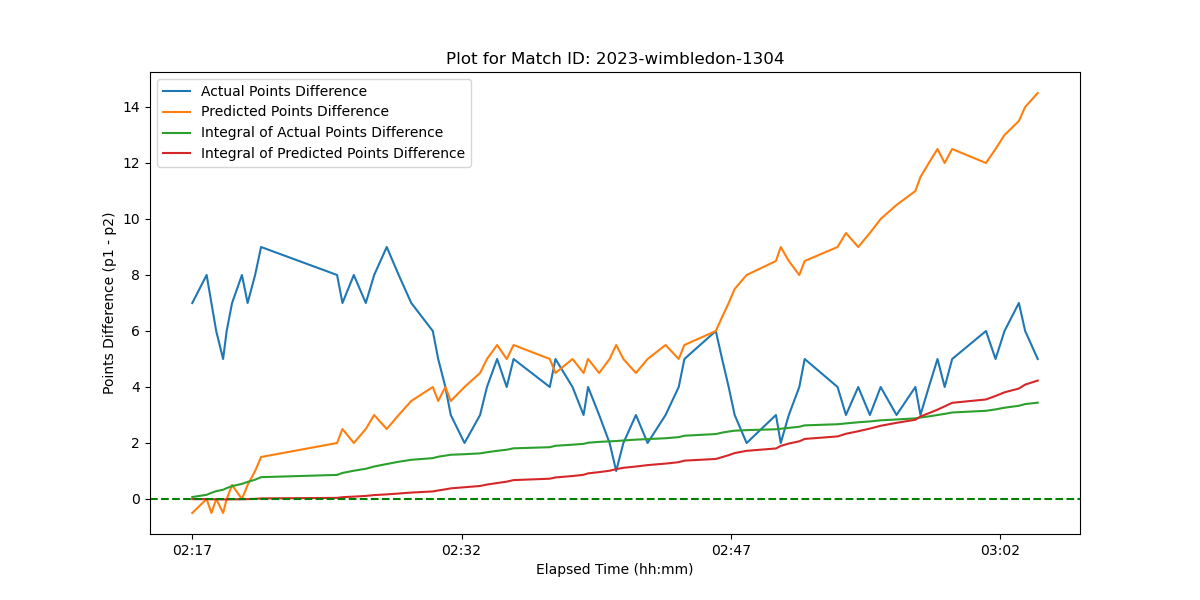 Plot for Match ID: 2023-wimbledon-1304
Actual Points Difference
Predicted Points Difference
Integral of Actual Points Difference
Integral of Predicted Points Difference
Points Difference (p1 - p2)
14
12
10
8
6
4
2
0
02:17
02:32
02:47
03:02
Elapsed Time (hh:mm)